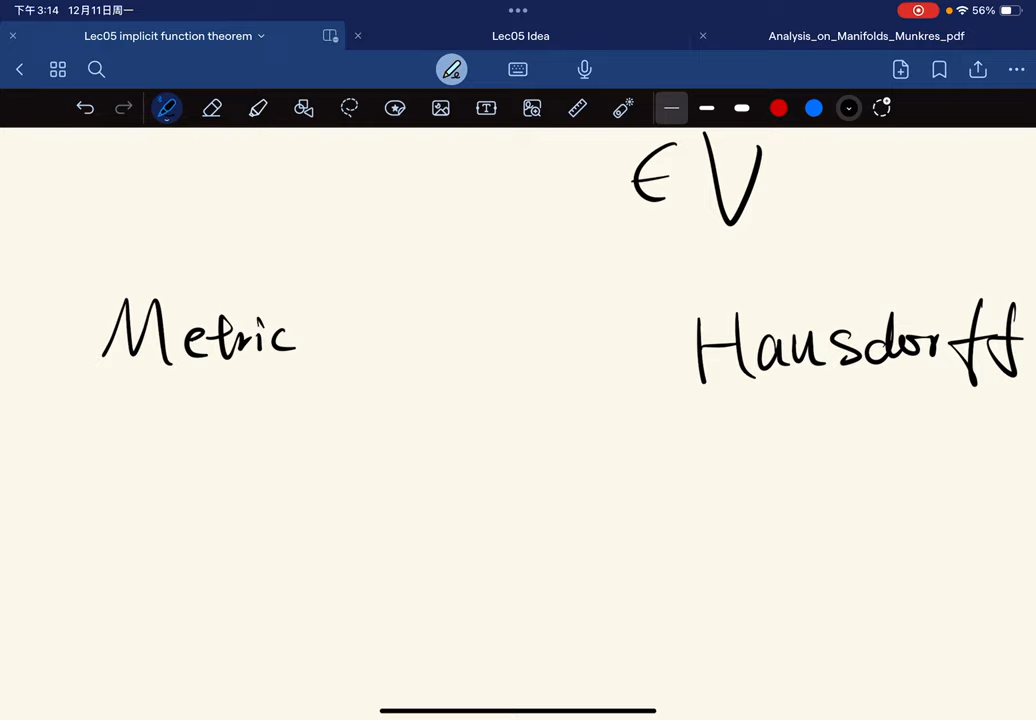 下午3:14 12月11日周一 56%
Lec05 implicit function theorem Lec05 Idea Analysis_on_Manifolds_Munkres_pdf
∈ V
Metric Hausdorff